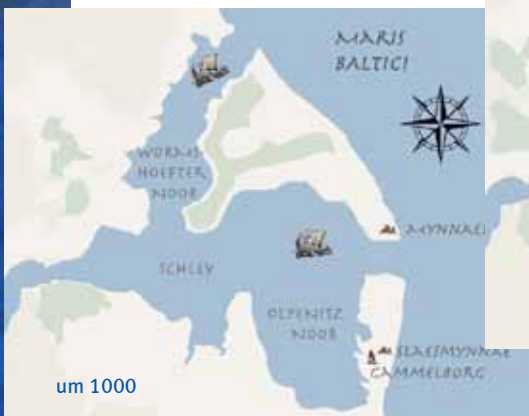 MARIS
BALTICI
WORMS-
HOEFTER
NOOR
MYNNAE
SCHLEY
OLPENITZ
NOOR
SLAESMYNNAE
CAMMELBORG
um 1000